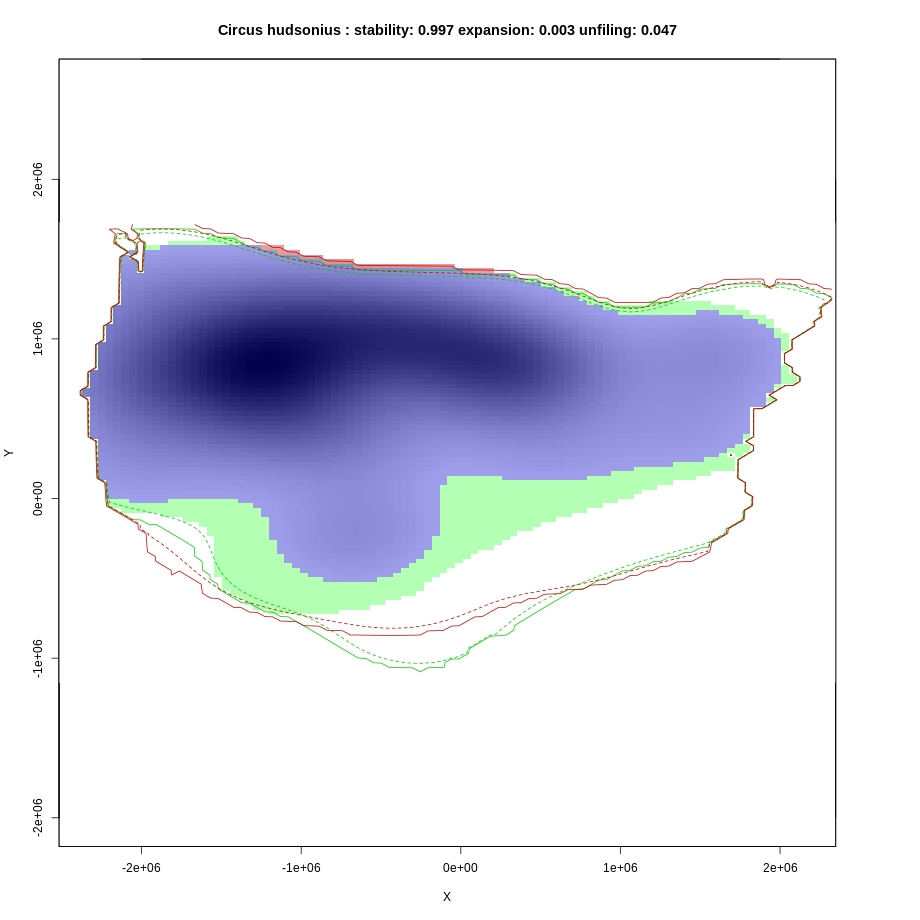 Circus hudsonius : stability: 0.997 expansion: 0.003 unfiling: 0.047
2e+06
1e+06
0e+00
-1e+06
-2e+06
Y
-2e+06 -1e+06 0e+00 1e+06 2e+06
X